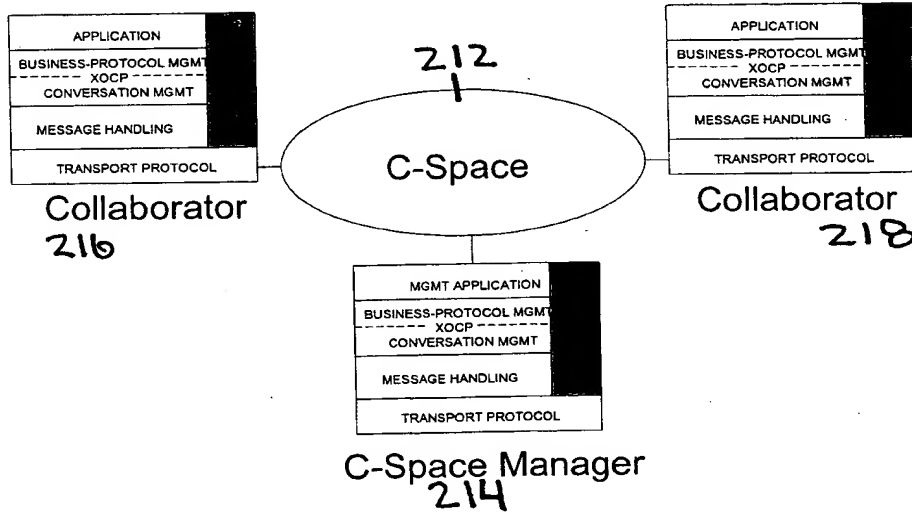 APPLICATION
BUSINESS-PROTOCOL MGMT
XOCP
CONVERSATION MGMT
MESSAGE HANDLING
TRANSPORT PROTOCOL
Collaborator
216
212
C-Space
APPLICATION
BUSINESS-PROTOCOL MGMT
XOCP
CONVERSATION MGMT
MESSAGE HANDLING
TRANSPORT PROTOCOL
Collaborator
218
MGMT APPLICATION
BUSINESS-PROTOCOL MGMT
XOCP
CONVERSATION MGMT
MESSAGE HANDLING
TRANSPORT PROTOCOL
C-Space Manager
214